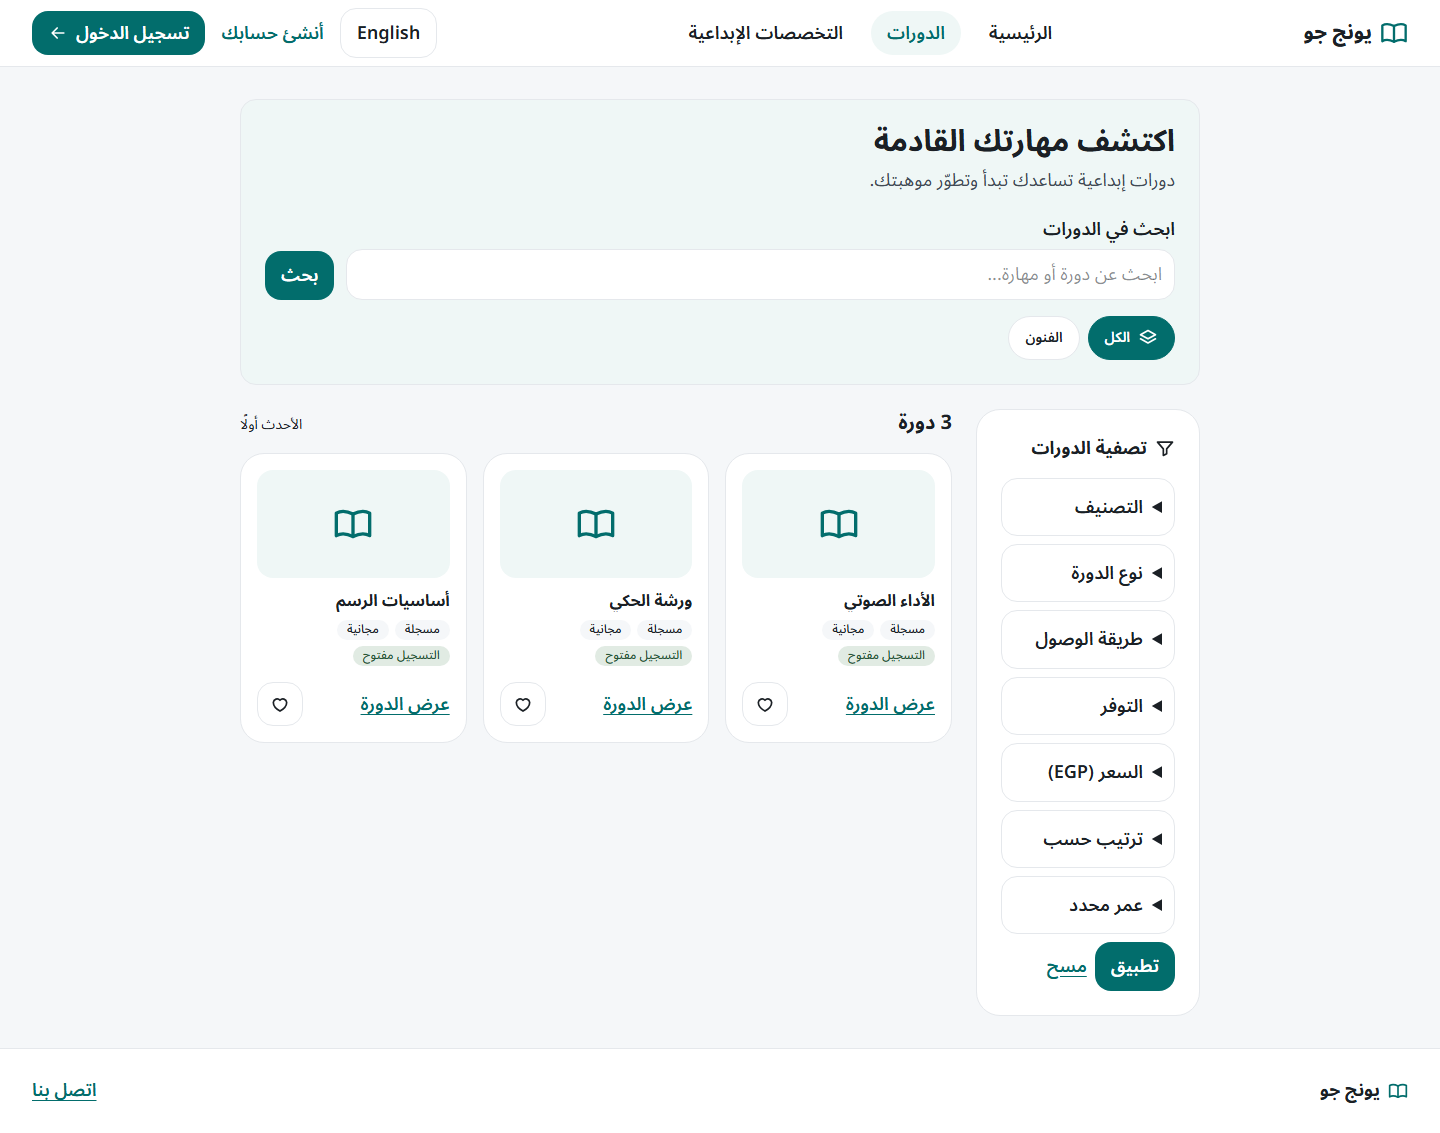 يونج جو
الرئيسية
الدورات
التخصصات الإبداعية
English
أنشئ حسابك
تسجيل الدخول
اكتشف مهارتك القادمة
دورات إبداعية تساعدك تبدأ وتطوّر موهبتك.
ابحث في الدورات
ابحث عن دورة أو مهارة...
بحث
الكل
الفنون
تصفية الدورات
التصنيف
نوع الدورة
طريقة الوصول
التوفر
السعر (EGP)
ترتيب حسب
عمر محدد
تطبيق
مسح
3 دورة
الأحدث أولًا
الأداء الصوتي
مسجلة
مجانية
التسجيل مفتوح
عرض الدورة
ورشة الحكي
مسجلة
مجانية
التسجيل مفتوح
عرض الدورة
أساسيات الرسم
مسجلة
مجانية
التسجيل مفتوح
عرض الدورة
يونج جو
اتصل بنا